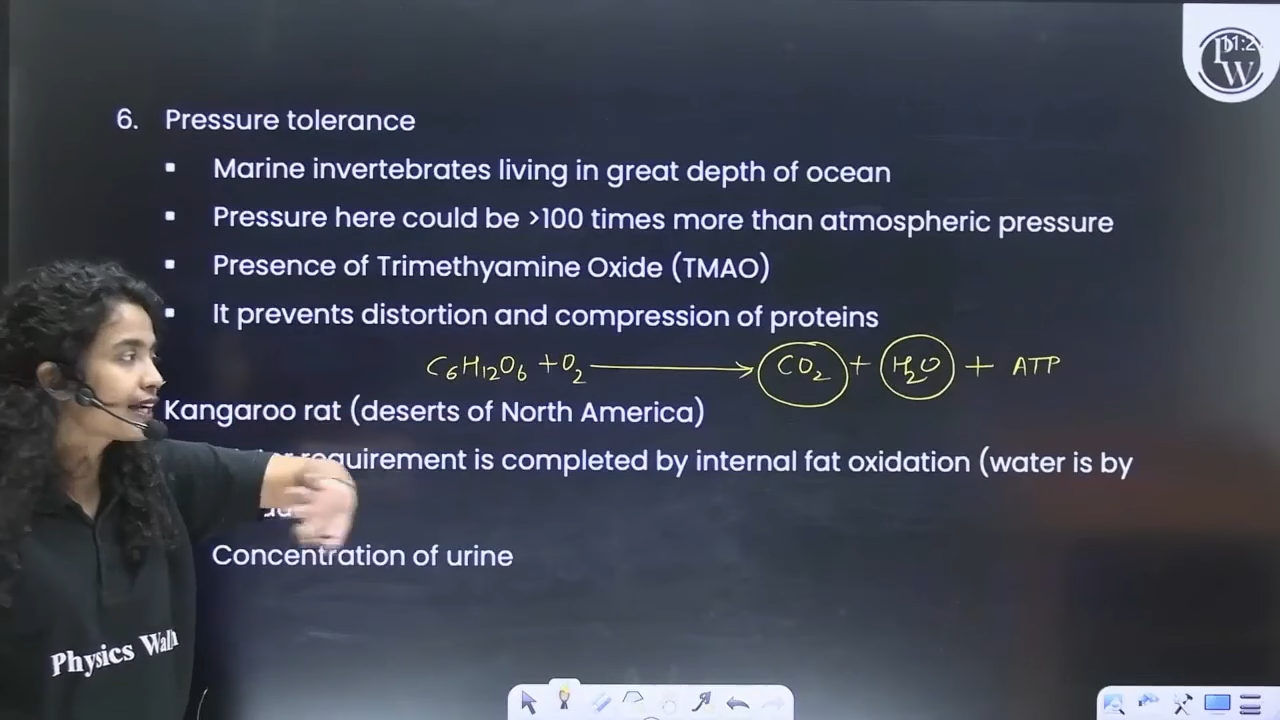 6. Pressure tolerance
▪ Marine invertebrates living in great depth of ocean
▪ Pressure here could be >100 times more than atmospheric pressure
▪ Presence of Trimethyamine Oxide (TMAO)
▪ It prevents distortion and compression of proteins
C₆H₁₂O₆ + O₂ → CO₂ + H₂O + ATP
Kangaroo rat (deserts of North America)
requirement is completed by internal fat oxidation (water is by
Concentration of urine
Physics Wallh
PW